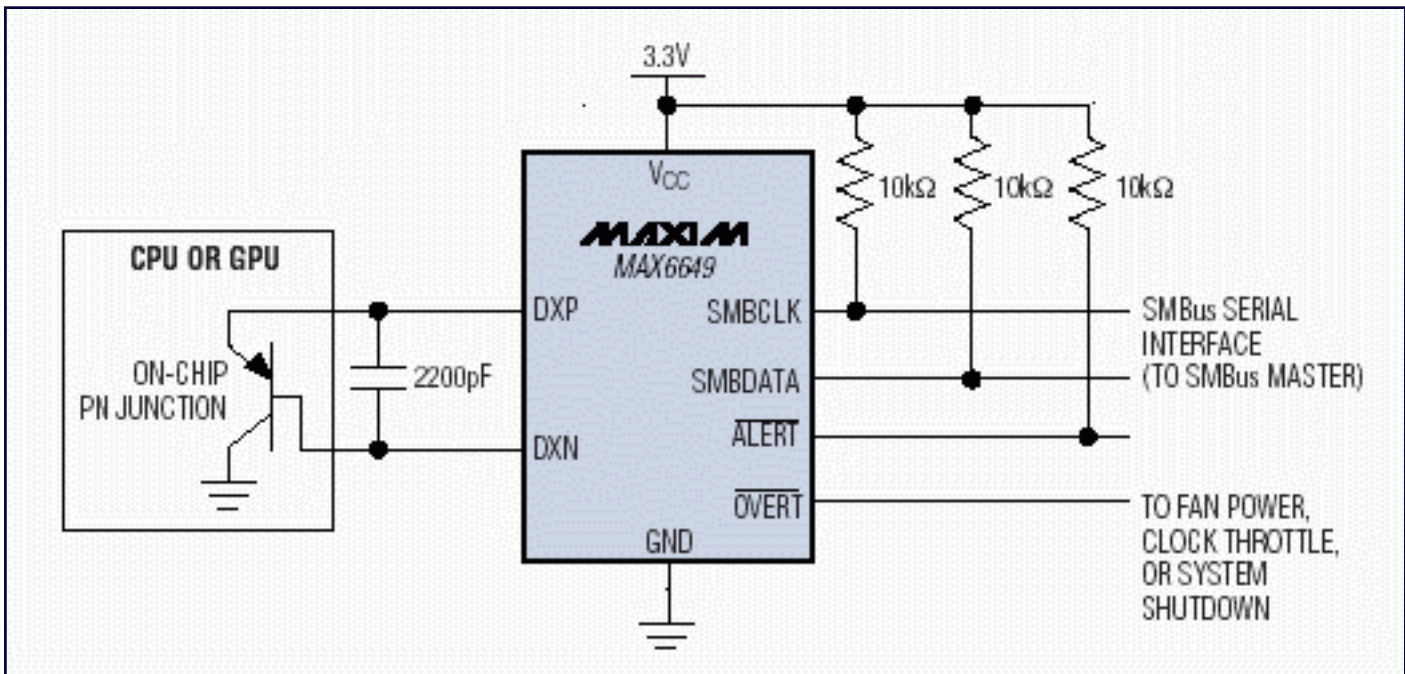 3.3V
VCC
10kΩ
10kΩ
10kΩ
CPU OR GPU
MAXIM
MAX6649
DXP
SMBCLK
SMBus SERIAL
INTERFACE
(TO SMBus MASTER)
ON-CHIP
PN JUNCTION
2200pF
SMBDATA
DXN
ALERT
OVERT
TO FAN POWER,
CLOCK THROTTLE,
OR SYSTEM
SHUTDOWN
GND